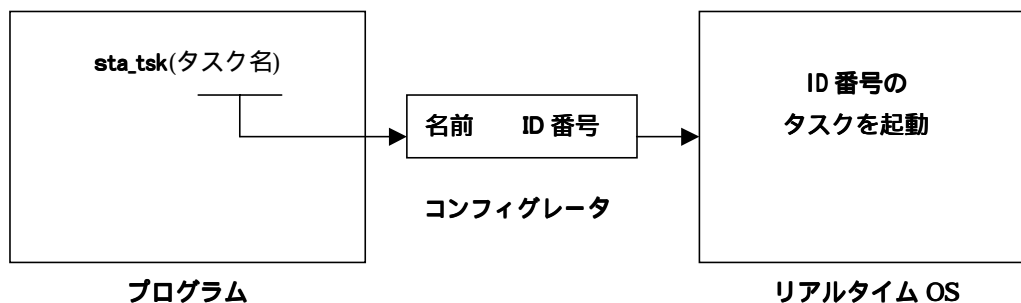 sta_tsk(タスク名)
名前 ID 番号
ID 番号の
タスクを起動
コンフィグレータ
プログラム
リアルタイム OS